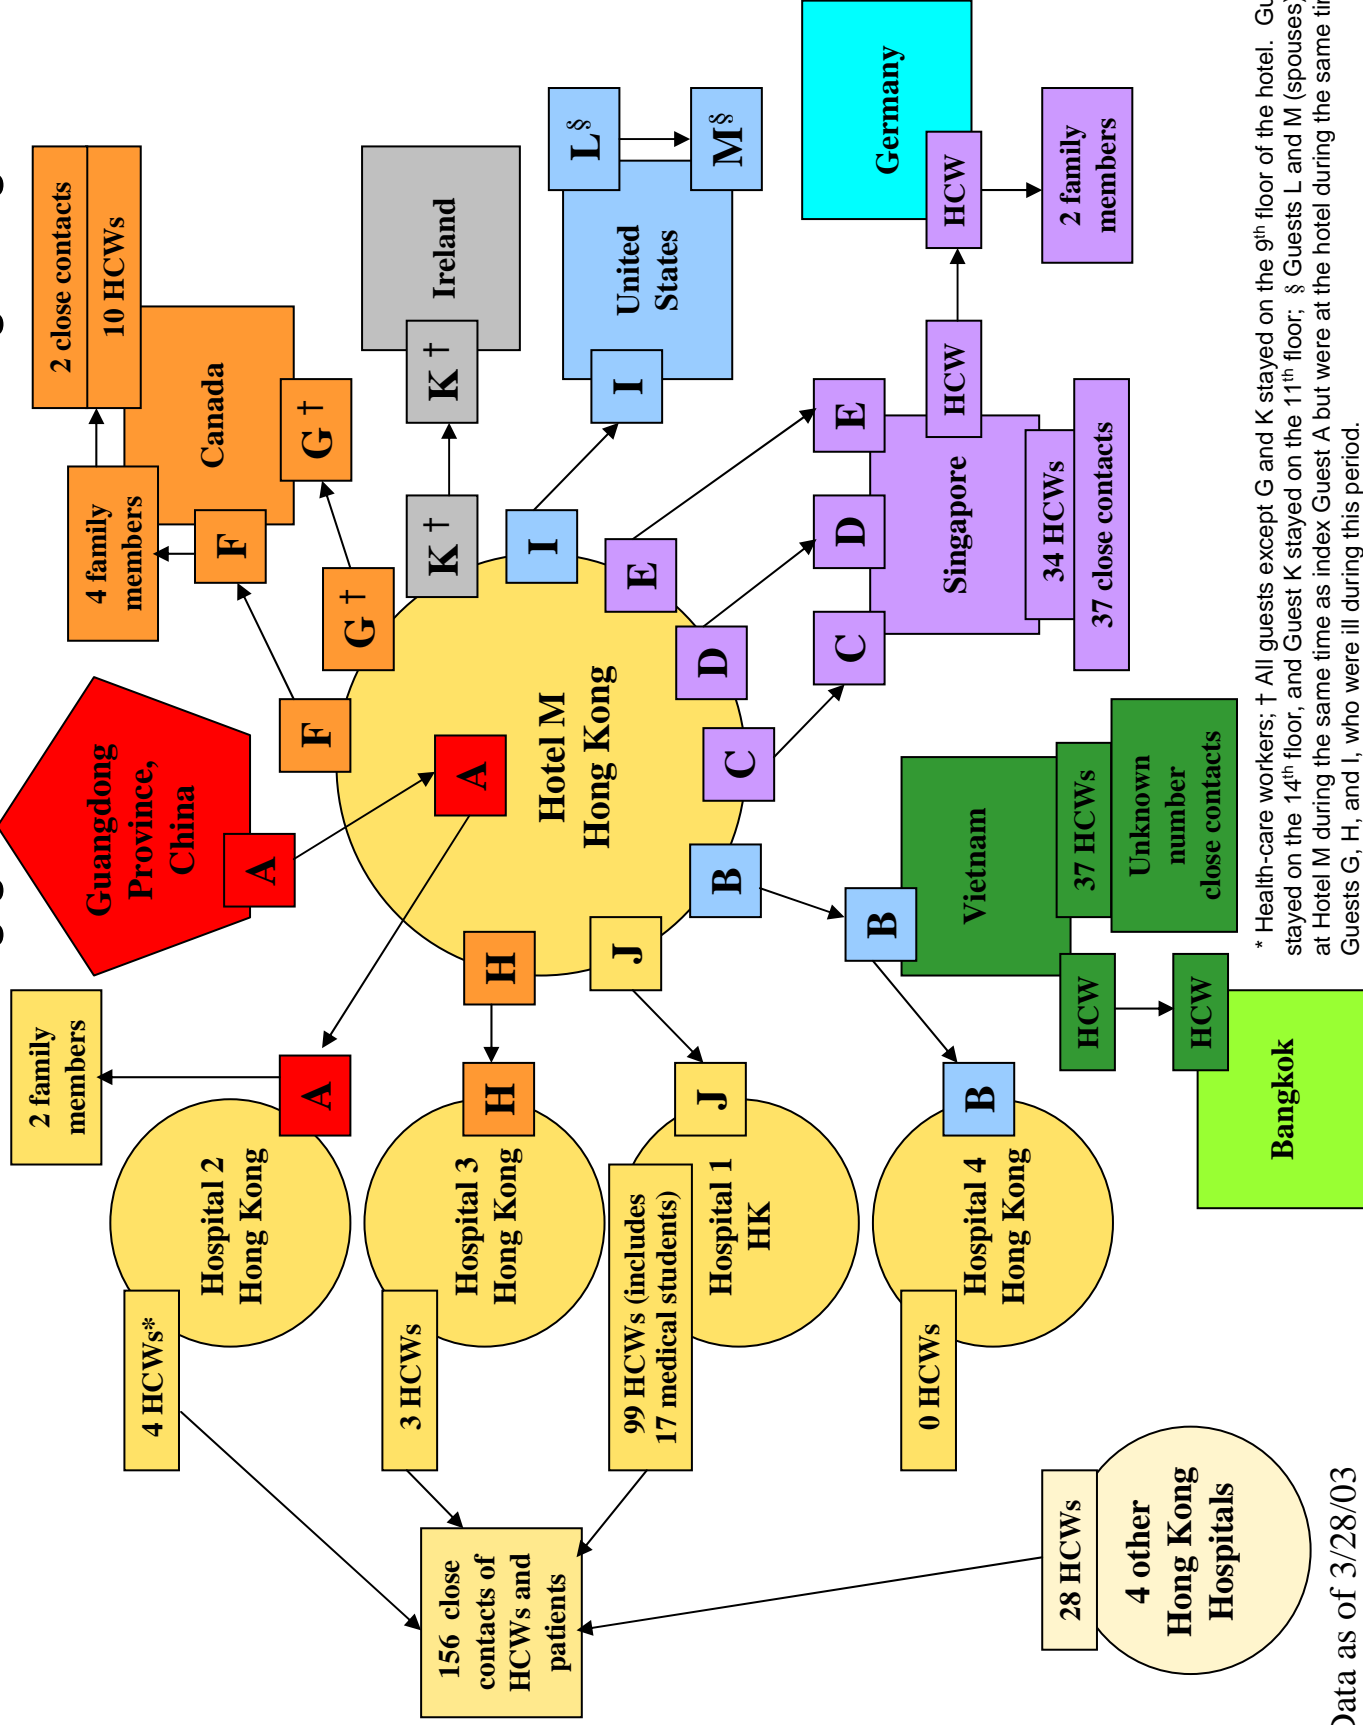 2 family
members
2 close contacts
10 HCWs
4 family
members
Guangdong
Province,
China
A
4 HCWs*
Hospital 2
Hong Kong
A
F
Canada
F
G †
G †
3 HCWs
Hospital 3
Hong Kong
H
H
A
K †
K †
Ireland
156 close
contacts of
HCWs and
patients
Hotel M
Hong Kong
I
I
United
States
L§
M§
99 HCWs (includes
17 medical students)
Hospital 1
HK
J
J
B
C
D
E
0 HCWs
Hospital 4
Hong Kong
B
B
Vietnam
37 HCWs
Unknown
number
close contacts
HCW
HCW
Bangkok
C
D
E
Singapore
34 HCWs
37 close contacts
HCW
HCW
Germany
2 family
members
28 HCWs
4 other
Hong Kong
Hospitals
* Health-care workers; † All guests except G and K stayed on the 9th floor of the hotel.
stayed on the 14th floor, and Guest K stayed on the 11th floor; § Guests L and M (spouses)
at Hotel M during the same time as index Guest A but were at the hotel during the same
Guests G, H, and I, who were ill during this period.
Data as of 3/28/03